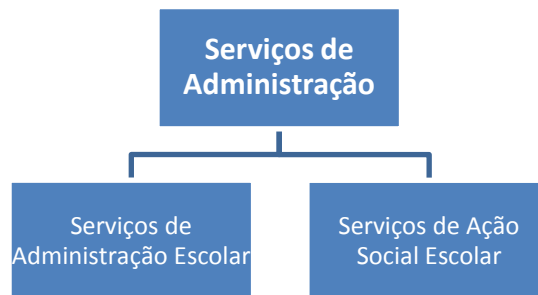 Serviços de
Administração
Serviços de
Administração Escolar
Serviços de Ação
Social Escolar